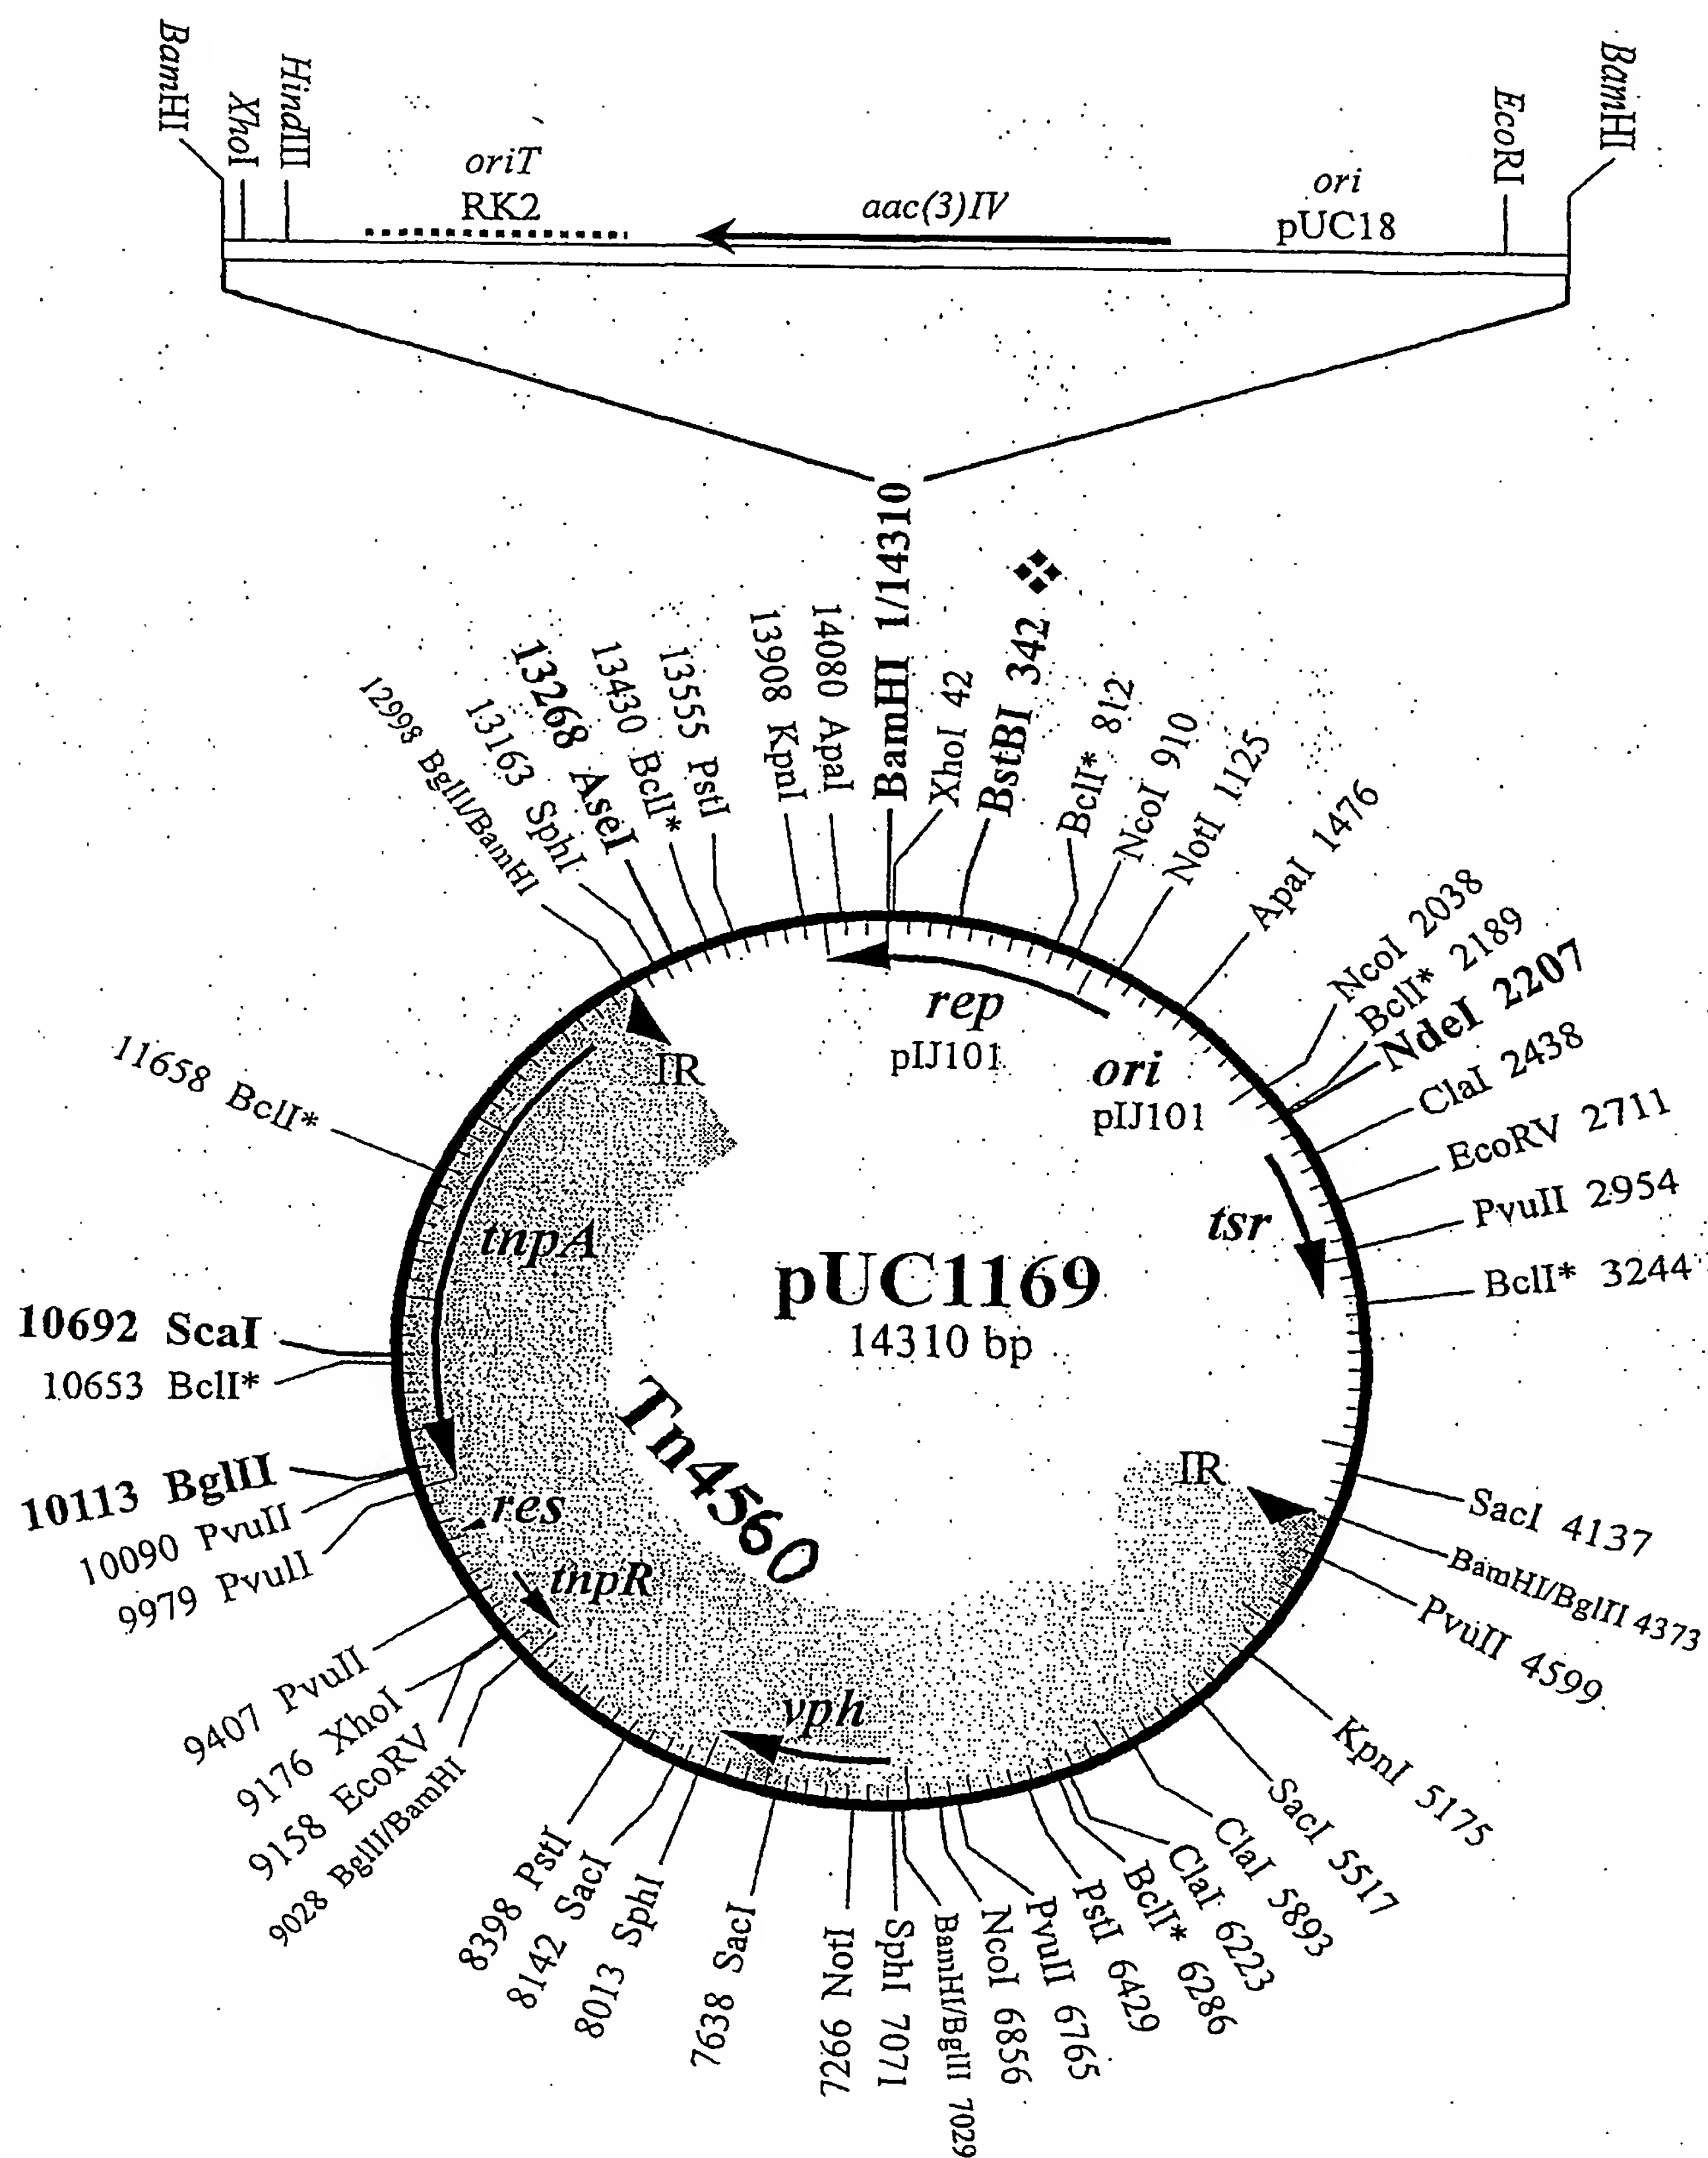 BamHI
XhoI
HindIII
oriT
RK2
aac(3)IV
ori
pUC18
EcoRI
BamHI
12998 BglII/BamHI
13163 SphI
13268 AseI
13430 BclI*
13555 PstI
13908 KpnI
14080 ApaI
BamHI 1/14310
XhoI 42
BstBI 342
BclI* 812
NcoI 910
NotI 1125
ApaI 1476
NcoI 2038
BclI* 2189
NdeI 2207
ClaI 2438
EcoRV 2711
PvuII 2954
BclI* 3244
SacI 4137
BamHI/BglII 4373
PvuII 4599
KpnI 5175
SacI 5517
ClaI 5893
ClaI 6223
BclI* 6286
PstI 6429
PvuII 6765
NcoI 6856
BamHI/BglII 7029
SphI 7071
7266 NotI
7638 SacI
8013 SphI
8142 SacI
8398 PstI
9028 BglII/BamHI
9158 EcoRV
9176 XhoI
9407 PvuII
9979 PvuII
10090 PvuII
10113 BglII
10653 BclI*
10692 ScaI
11658 BclI*
rep
pIJ101
ori
pIJ101
IR
tnpA
tsr
pUC1169
14310 bp
Tn4560
IR
res
tnpR
vph